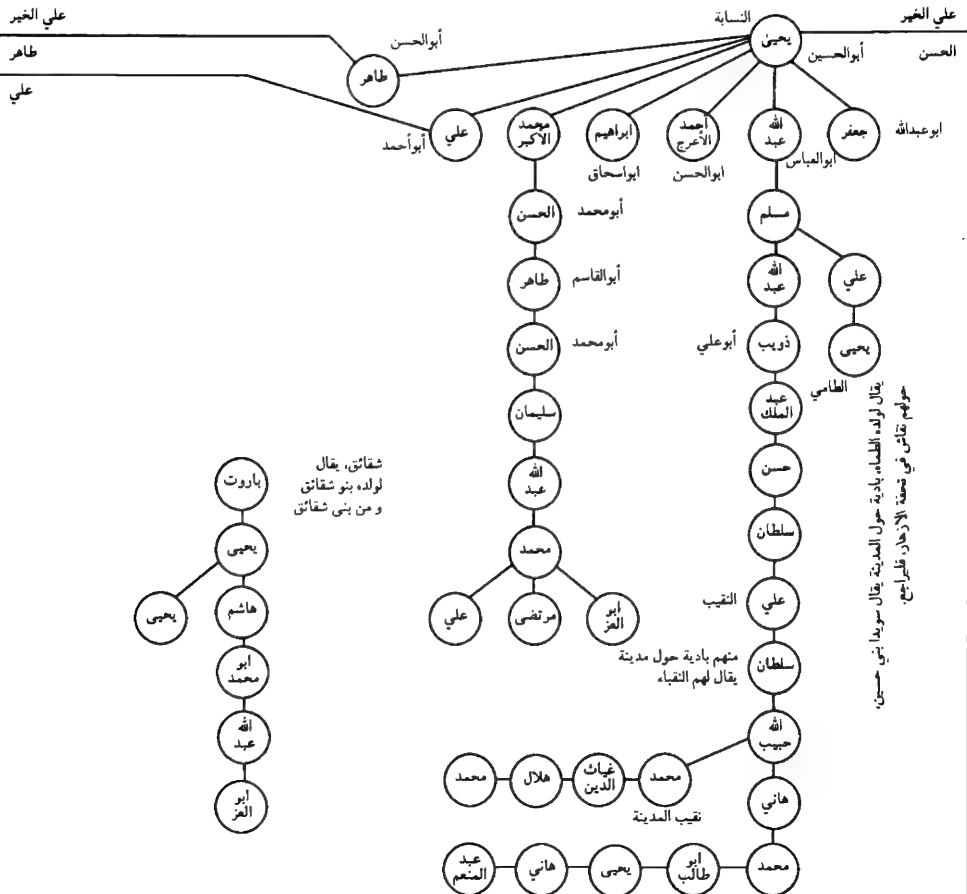 علي الخير
علي الخير
النسابة
يحيىٰ
أبوالحسين
الحسن
أبوالحسن
طاهر
طاهر
علي
ابوعبدالله
جعفر
الله
عبد
ابوالعباس
أحمد
الأعرج
ابوالحسن
ابراهيم
ابواسحاق
محمد
الأكبر
علي
أبوأحمد
مسلم
أبومحمد
الحسن
علي
الله
عبد
أبوالقاسم
طاهر
يحيى
الطامي
ذويب
أبوعلي
أبومحمد
الحسن
عبد
الملك
سليمان
حسن
الله
عبد
شقائق، يقال
لولده بنو شقائق
و من بنى شقائق
باروت
سلطان
محمد
يحيى
علي
النقيب
ابو
العز
مرتضى
علي
هاشم
يحيى
سلطان
منهم بادية حول مدينة
يقال لهم النقباء
ابو
محمد
الله
حبيب
الله
عبد
محمد
نقيب المدينة
غياث
الدين
هلال
محمد
هاني
ابو
العز
محمد
ابو
طالب
يحيى
هاني
عبد
المنعم
يقال لولده الطماء، بادية حول المدينة يقال سويدا بني حسين،
حولهم نقاش في تحفة الازهار، فليراجع.